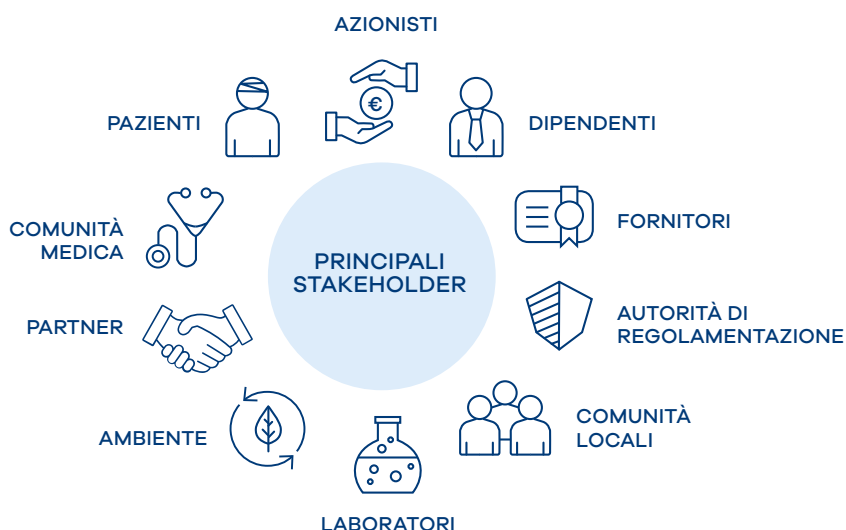 AZIONISTI
PAZIENTI
DIPENDENTI
COMUNITÀ
MEDICA
FORNITORI
PRINCIPALI
STAKEHOLDER
PARTNER
AUTORITÀ DI
REGOLAMENTAZIONE
AMBIENTE
COMUNITÀ
LOCALI
LABORATORI
€